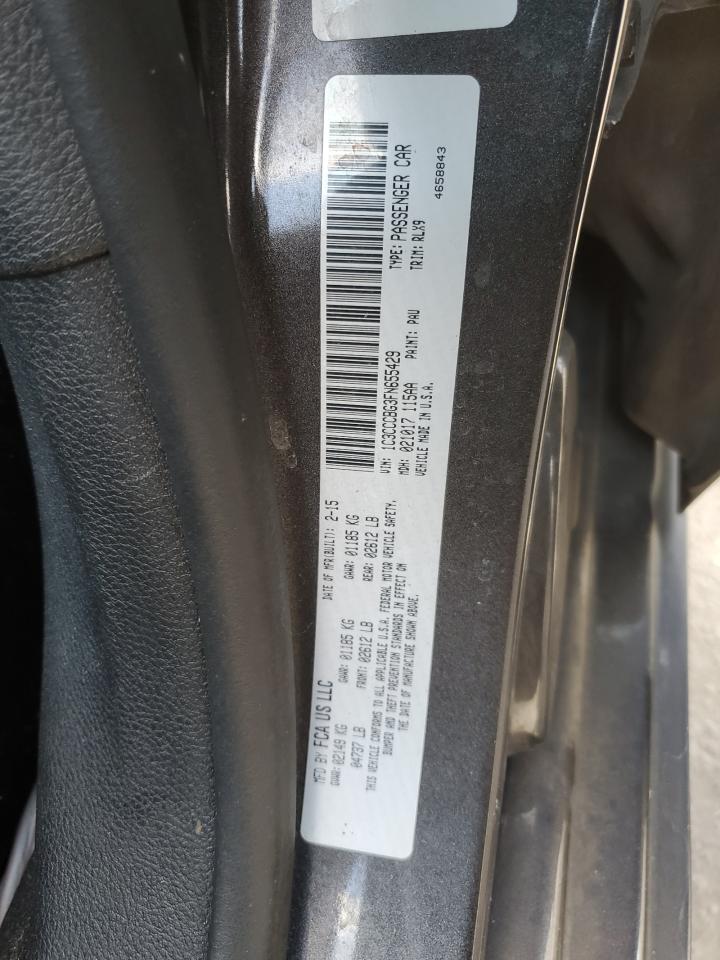 MFD BY FCA US LLC
DATE OF MFR(BUILT): 2-15
GVWR: 02149 KG
GAWR: 01185 KG
GAWR: 01185 KG
04737 LB
FRONT: 02612 LB
REAR: 02612 LB
THIS VEHICLE CONFORMS TO ALL APPLICABLE U.S.A. FEDERAL MOTOR VEHICLE SAFETY,
BUMPER AND THEFT PREVENTION STANDARDS IN EFFECT ON
THE DATE OF MANUFACTURE SHOWN ABOVE.
VIN: 1C3CCCBG3FN655429
TYPE: PASSENGER CAR
MDH: 021017 115AA
PAINT: PAU
TRIM: RLX9
VEHICLE MADE IN U.S.A.
4658843